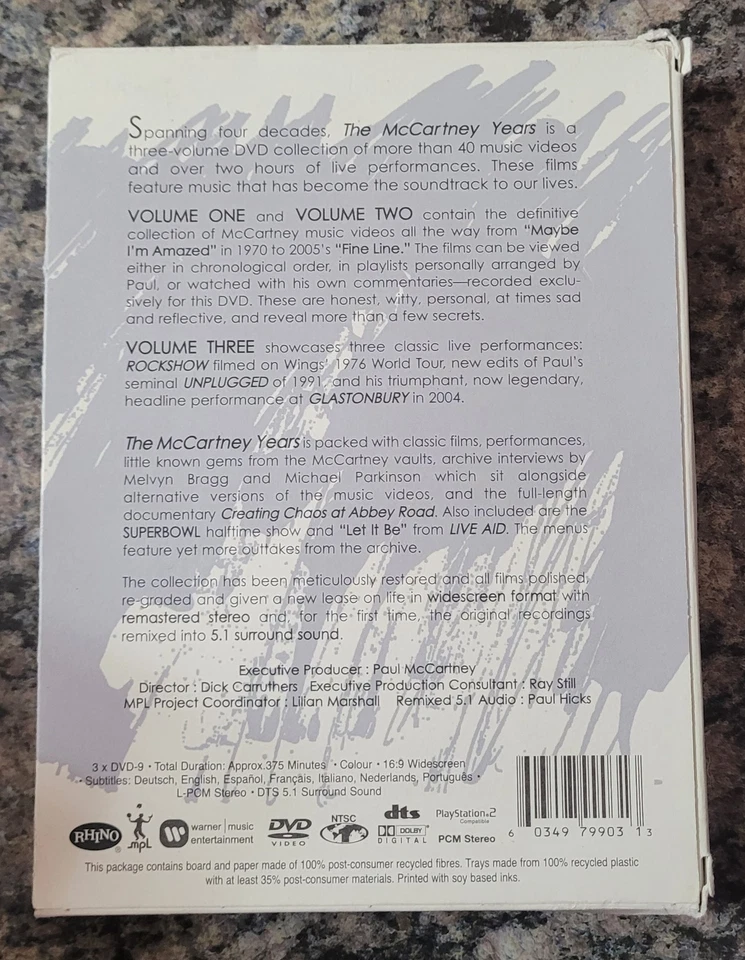 Spanning four decades, The McCartney Years is a
three-volume DVD collection of more than 40 music videos
and over two hours of live performances. These films
feature music that has become the soundtrack to our lives.
VOLUME ONE and VOLUME TWO contain the definitive
collection of McCartney music videos all the way from “Maybe
I'm Amazed” in 1970 to 2005's “Fine Line.” The films can be viewed
either in chronological order, in playlists personally arranged by
Paul, or watched with his own commentaries—recorded exclu-
sively for this DVD. These are honest, witty, personal, at times sad
and reflective, and reveal more than a few secrets.
VOLUME THREE showcases three classic live performances:
ROCKSHOW filmed on Wings' 1976 World Tour, new edits of Paul's
seminal UNPLUGGED of 1991, and his triumphant, now legendary,
headline performance at GLASTONBURY in 2004.
The McCartney Years is packed with classic films, performances,
little known gems from the McCartney vaults, archive interviews by
Melvyn Bragg and Michael Parkinson which sit alongside
alternative versions of the music videos, and the full-length
documentary Creating Chaos at Abbey Road. Also included are the
SUPERBOWL halftime show and “Let It Be” from LIVE AID. The menus
feature yet more outtakes from the archive.
The collection has been meticulously restored and all films polished,
re-graded and given a new lease on life in widescreen format with
remastered stereo and, for the first time, the original recordings
remixed into 5.1 surround sound.
Executive Producer : Paul McCartney
Director : Dick Carruthers Executive Production Consultant : Ray Still
MPL Project Coordinator : Lilian Marshall Remixed 5.1 Audio : Paul Hicks
3 x DVD-9 • Total Duration: Approx.375 Minutes • Colour • 16:9 Widescreen
• Subtitles: Deutsch, English, Español, Français, Italiano, Nederlands, Português •
L-PCM Stereo • DTS 5.1 Surround Sound
RHINO mpl warner music entertainment DVD VIDEO NTSC dts DOLBY DIGITAL PlayStation.2 Compatible PCM Stereo
6 0349 79903 1 3
This package contains board and paper made of 100% post-consumer recycled fibres. Trays made from 100% recycled plastic
with at least 35% post-consumer materials. Printed with soy based inks.